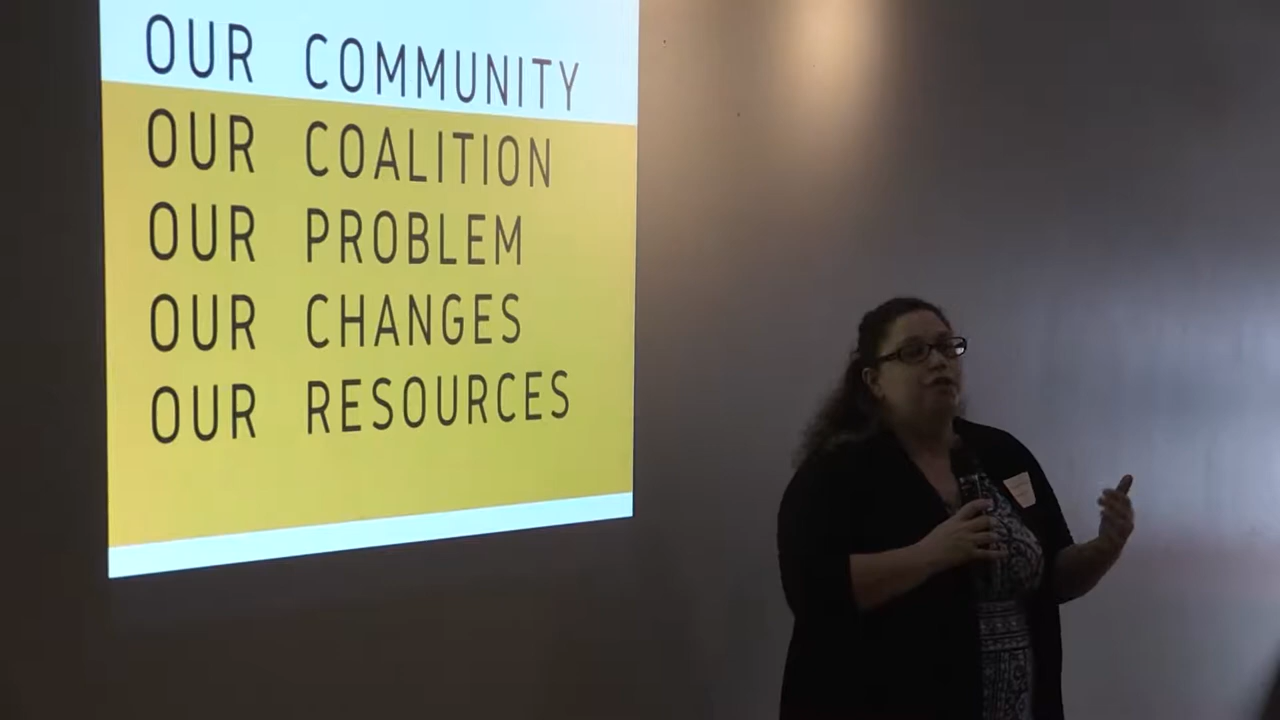 OUR COMMUNITY
OUR COALITION
OUR PROBLEM
OUR CHANGES
OUR RESOURCES